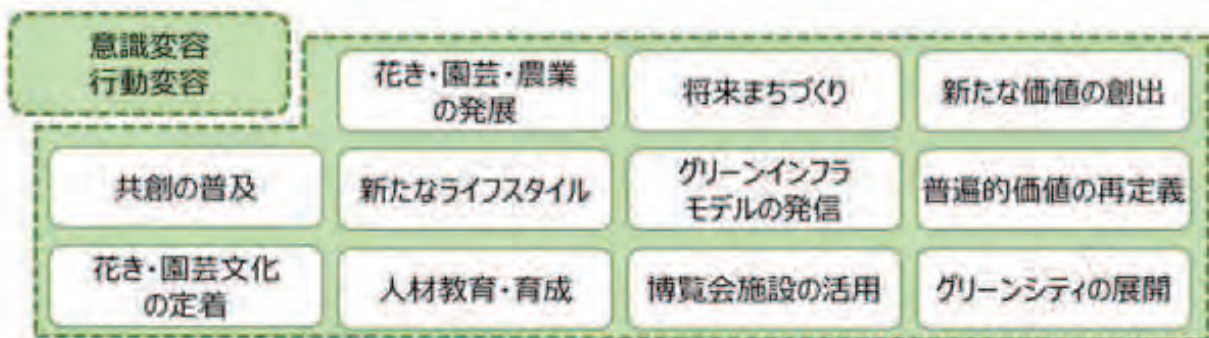 意識変容
行動変容
花き・園芸・農業
の発展
将来まちづくり
新たな価値の創出
共創の普及
新たなライフスタイル
グリーンインフラ
モデルの発信
普遍的価値の再定義
花き・園芸文化
の定着
人材教育・育成
博覧会施設の活用
グリーンシティの展開